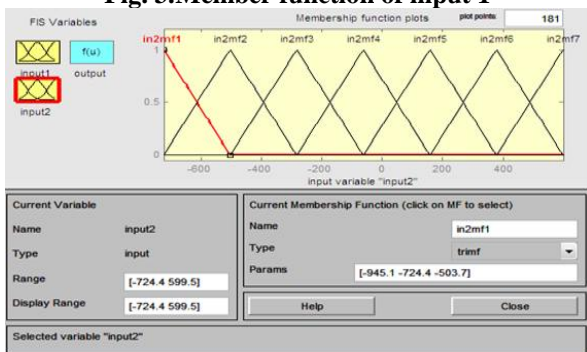 Fig. 3.Member function of input 1
FIS Variables
Membership function plots
plot points:
181
f(u)
input1
output
input2
in2mf1
in2mf2
in2mf3
in2mf4
in2mf5
in2mf6
in2mf7
1
0.5
0
-600
-400
-200
0
200
400
input variable "input2"
Current Variable
Name
input2
Type
input
Range
[-724.4 599.5]
Display Range
[-724.4 599.5]
Current Membership Function (click on MF to select)
Name
in2mf1
Type
trimf
Params
[-945.1 -724.4 -503.7]
Help
Close
Selected variable "input2"